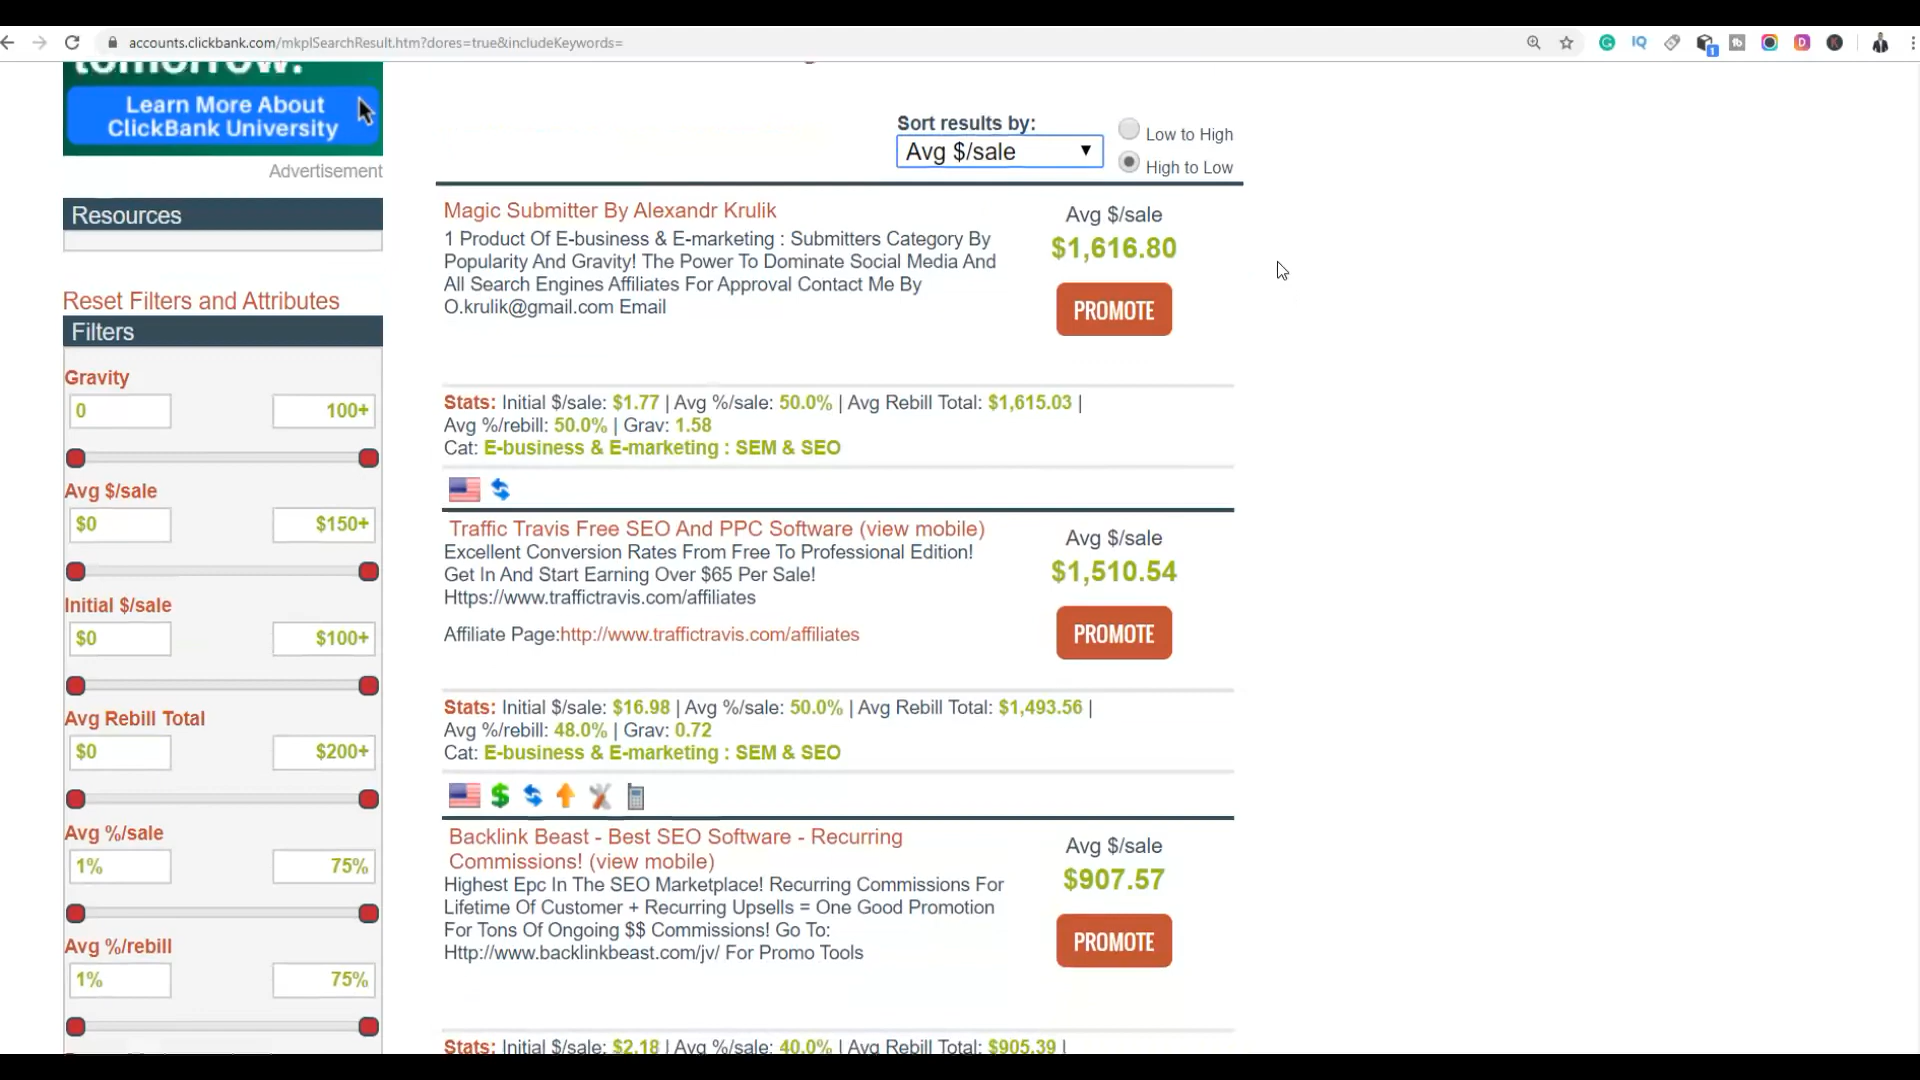 accounts.clickbank.com/mkplSearchResult.htm?dores=true&includeKeywords=
tomorrow.
Learn More About
ClickBank University
Advertisement
Resources
Reset Filters and Attributes
Filters
Gravity
0 100+
Avg $/sale
$0 $150+
Initial $/sale
$0 $100+
Avg Rebill Total
$0 $200+
Avg %/sale
1% 75%
Avg %/rebill
1% 75%
Sort results by:
Avg $/sale
Low to High
High to Low
Magic Submitter By Alexandr Krulik
1 Product Of E-business & E-marketing : Submitters Category By
Popularity And Gravity! The Power To Dominate Social Media And
All Search Engines Affiliates For Approval Contact Me By
O.krulik@gmail.com Email
Avg $/sale
$1,616.80
PROMOTE
Stats: Initial $/sale: $1.77 | Avg %/sale: 50.0% | Avg Rebill Total: $1,615.03 |
Avg %/rebill: 50.0% | Grav: 1.58
Cat: E-business & E-marketing : SEM & SEO
Traffic Travis Free SEO And PPC Software (view mobile)
Excellent Conversion Rates From Free To Professional Edition!
Get In And Start Earning Over $65 Per Sale!
Https://www.traffictravis.com/affiliates
Affiliate Page:http://www.traffictravis.com/affiliates
Avg $/sale
$1,510.54
PROMOTE
Stats: Initial $/sale: $16.98 | Avg %/sale: 50.0% | Avg Rebill Total: $1,493.56 |
Avg %/rebill: 48.0% | Grav: 0.72
Cat: E-business & E-marketing : SEM & SEO
Backlink Beast - Best SEO Software - Recurring
Commissions! (view mobile)
Highest Epc In The SEO Marketplace! Recurring Commissions For
Lifetime Of Customer + Recurring Upsells = One Good Promotion
For Tons Of Ongoing $$ Commissions! Go To:
Http://www.backlinkbeast.com/jv/ For Promo Tools
Avg $/sale
$907.57
PROMOTE
Stats: Initial $/sale: $2.18 | Avg %/sale: 40.0% | Avg Rebill Total: $905.39 |